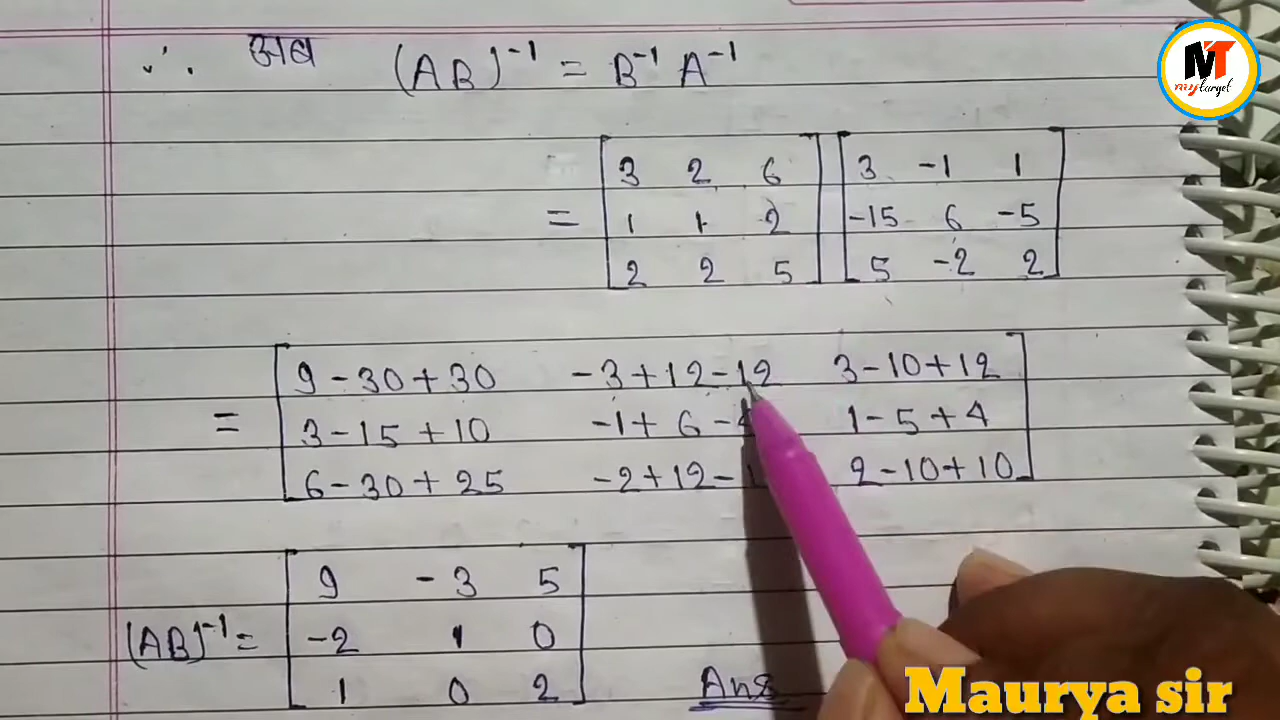 ∴ अब (AB)⁻¹ = B⁻¹ A⁻¹
MT
my target
= [3 2 6] [3 -1 1]
[1 1 2] [-15 6 -5]
[2 2 5] [5 -2 2]
= [9-30+30 -3+12-12 3-10+12]
[3-15+10 -1+6- 1-5+4]
[6-30+25 -2+12- 2-10+10]
[9 -3 5]
(AB)⁻¹ = [-2 1 0]
[1 0 2]
Ans
Maurya sir